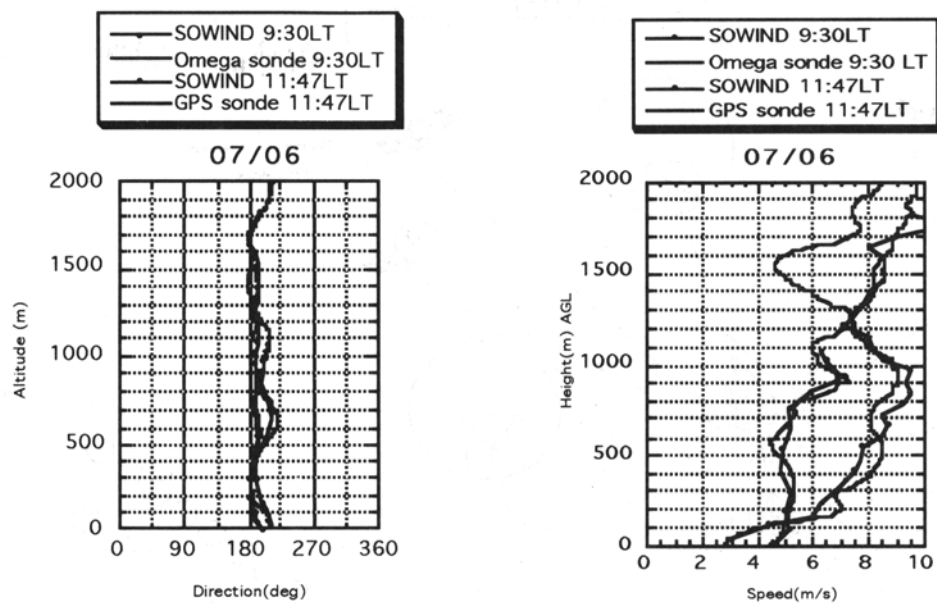 SOWIND 9:30LT
Omega sonde 9:30LT
SOWIND 11:47LT
GPS sonde 11:47LT
07/06
2000
1500
1000
500
0
Altitude (m)
0 90 180 270 360
Direction(deg)
SOWIND 9:30LT
Omega sonde 9:30 LT
SOWIND 11:47LT
GPS sonde 11:47LT
07/06
2000
1500
1000
500
0
Height(m) AGL
0 2 4 6 8 10
Speed(m/s)